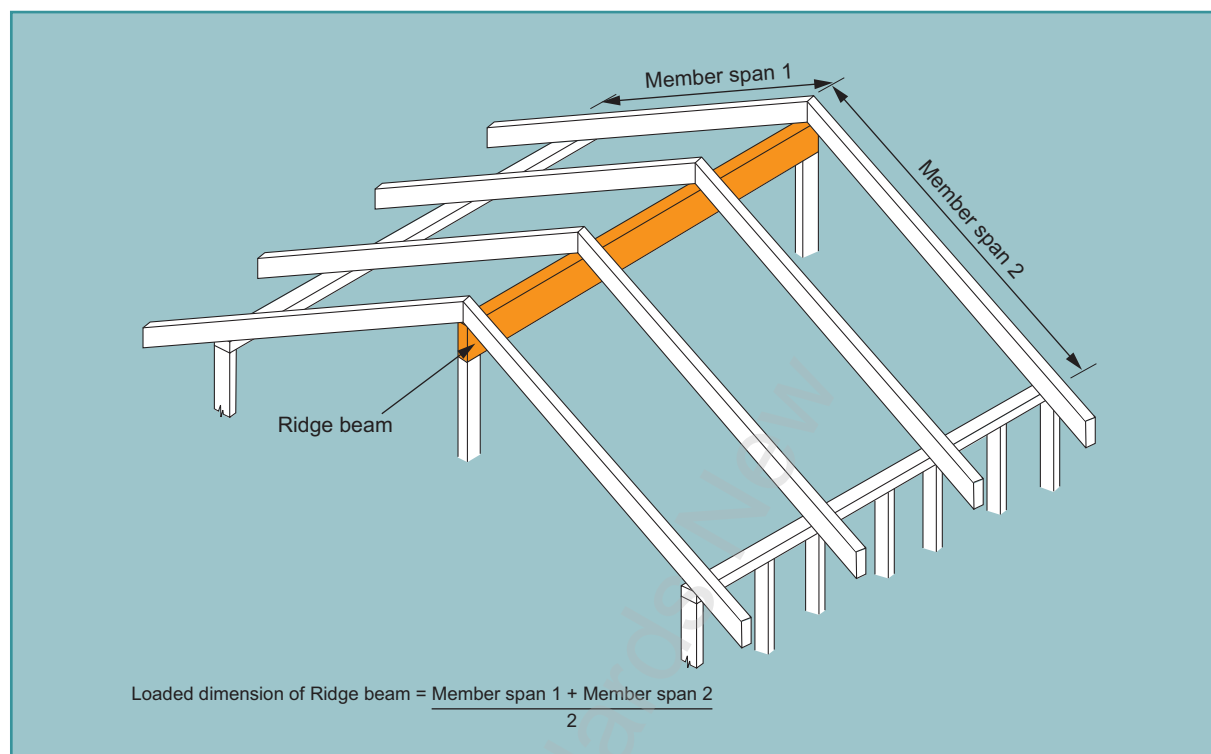 Member span 1
Member span 2
Ridge beam
Loaded dimension of Ridge beam = Member span 1 + Member span 2
2